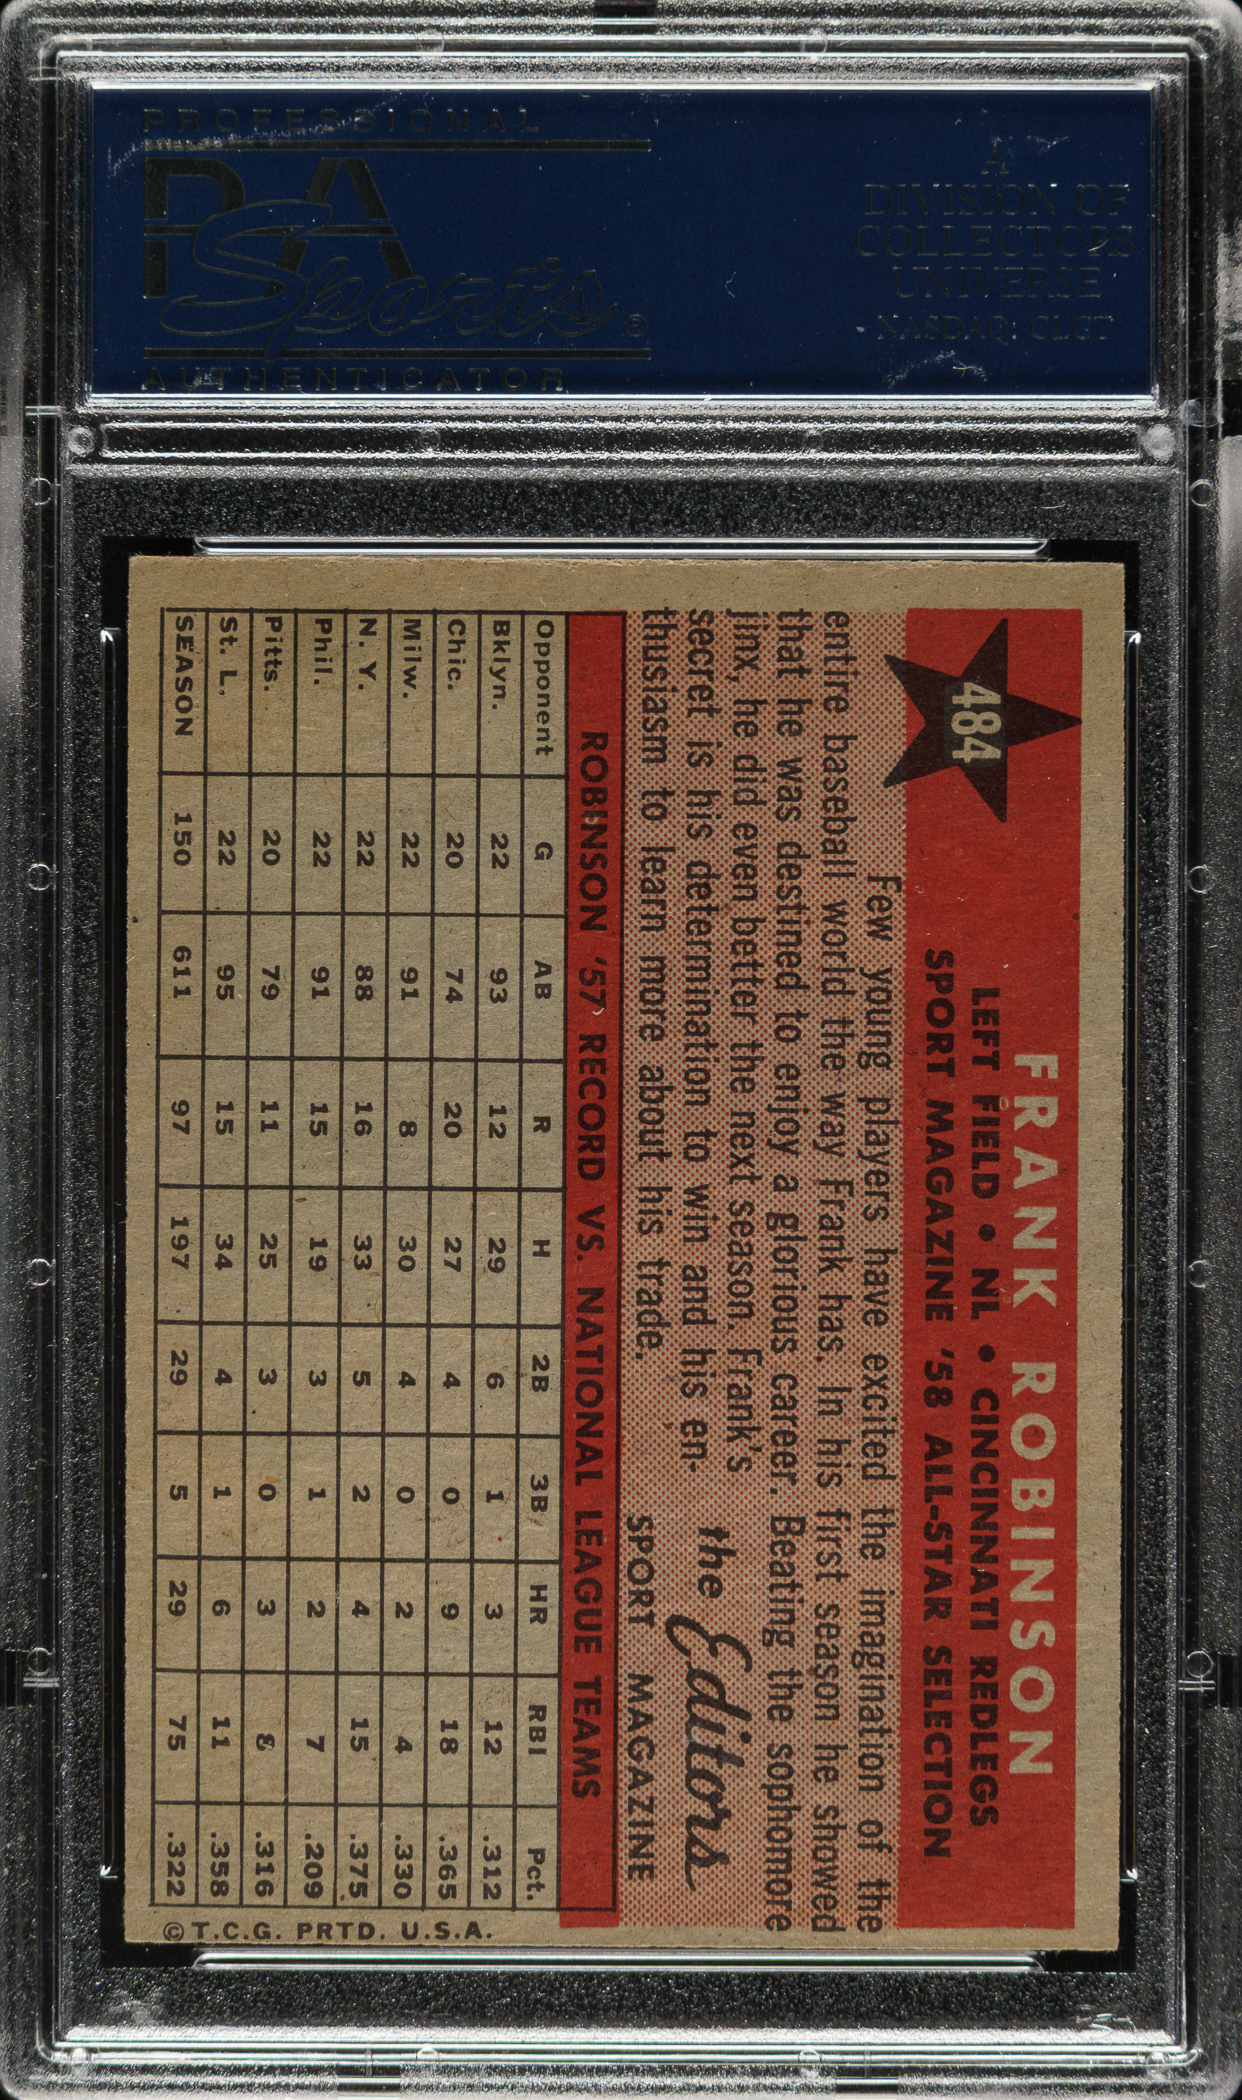 PROFESSIONAL
PSA
Sports®
AUTHENTICATOR
A
DIVISION OF
COLLECTORS
UNIVERSE
NASDAQ: CLCT
484
FRANK ROBINSON
LEFT FIELD • NL • CINCINNATI REDLEGS
SPORT MAGAZINE '58 ALL-STAR SELECTION
Few young players have excited the imagination of the
entire baseball world the way Frank has. In his first season he showed
that he was destined to enjoy a glorious career. Beating the sophomore
jinx, he did even better the next season. Frank's
secret is his determination to win and his en-
thusiasm to learn more about his trade.
the Editors
SPORT MAGAZINE
ROBINSON '57 RECORD VS. NATIONAL LEAGUE TEAMS
Opponent G AB R H 2B 3B HR RBI Pct.
Bklyn. 22 93 12 29 6 1 3 12 .312
Chic. 20 74 20 27 4 0 9 18 .365
Milw. 22 91 8 30 4 0 2 4 .330
N. Y. 22 88 16 33 5 2 4 15 .375
Phil. 22 91 15 19 3 1 2 7 .209
Pitts. 20 79 11 25 3 0 3 8 .316
St. L. 22 95 15 34 4 1 6 11 .358
SEASON 150 611 97 197 29 5 29 75 .322
©T.C.G. PRTD. U.S.A.